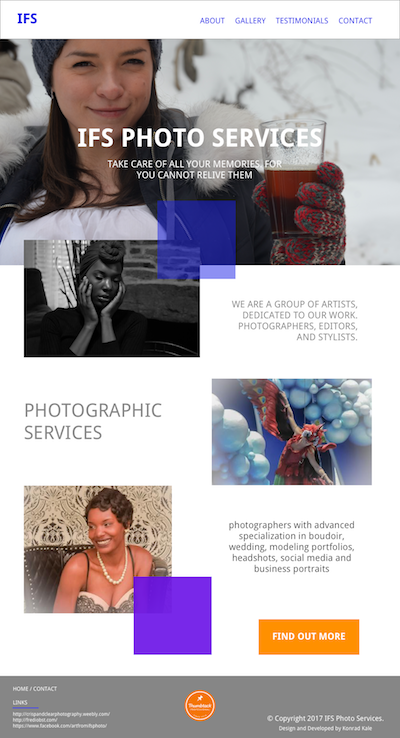 IFS
ABOUT GALLERY TESTIMONIALS CONTACT
IFS PHOTO SERVICES
TAKE CARE OF ALL YOUR MEMORIES, FOR
YOU CANNOT RELIVE THEM
WE ARE A GROUP OF ARTISTS,
DEDICATED TO OUR WORK.
PHOTOGRAPHERS, EDITORS,
AND STYLISTS.
PHOTOGRAPHIC
SERVICES
photographers with advanced
specialization in boudoir,
wedding, modeling portfolios,
headshots, social media and
business portraits
FIND OUT MORE
HOME / CONTACT
LINKS
http://crispandclearphotography.weebly.com/
http://fredlobst.com/
https://www.facebook.com/artfromifsphoto/
Thumbtack
© Copyright 2017 IFS Photo Services.
Design and Developed by Konrad Kale